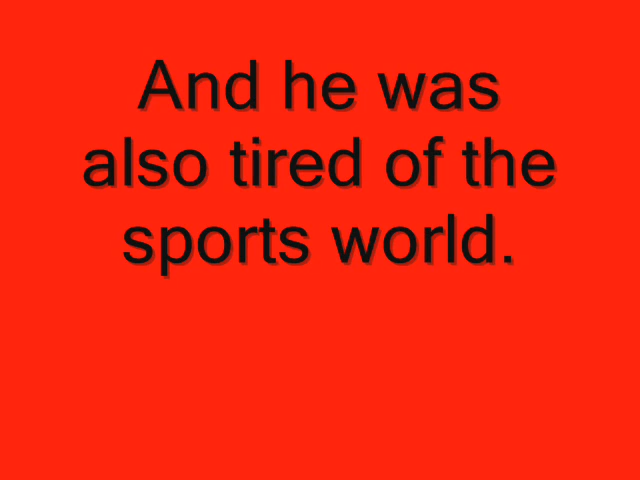 And he was
also tired of the
sports world.